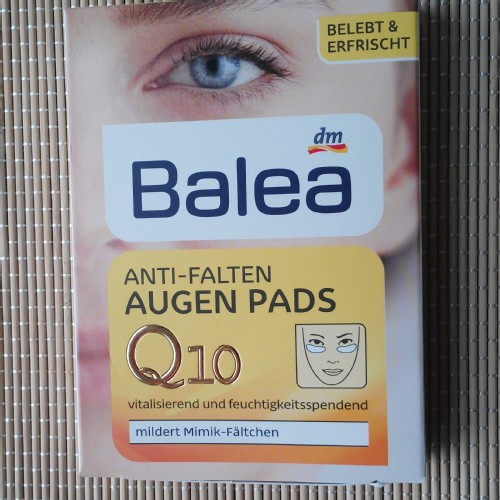 BELEBT &
ERFRISCHT
dm
Balea
ANTI-FALTEN
AUGEN PADS
Q10
vitalisierend und feuchtigkeitsspendend
mildert Mimik-Fältchen